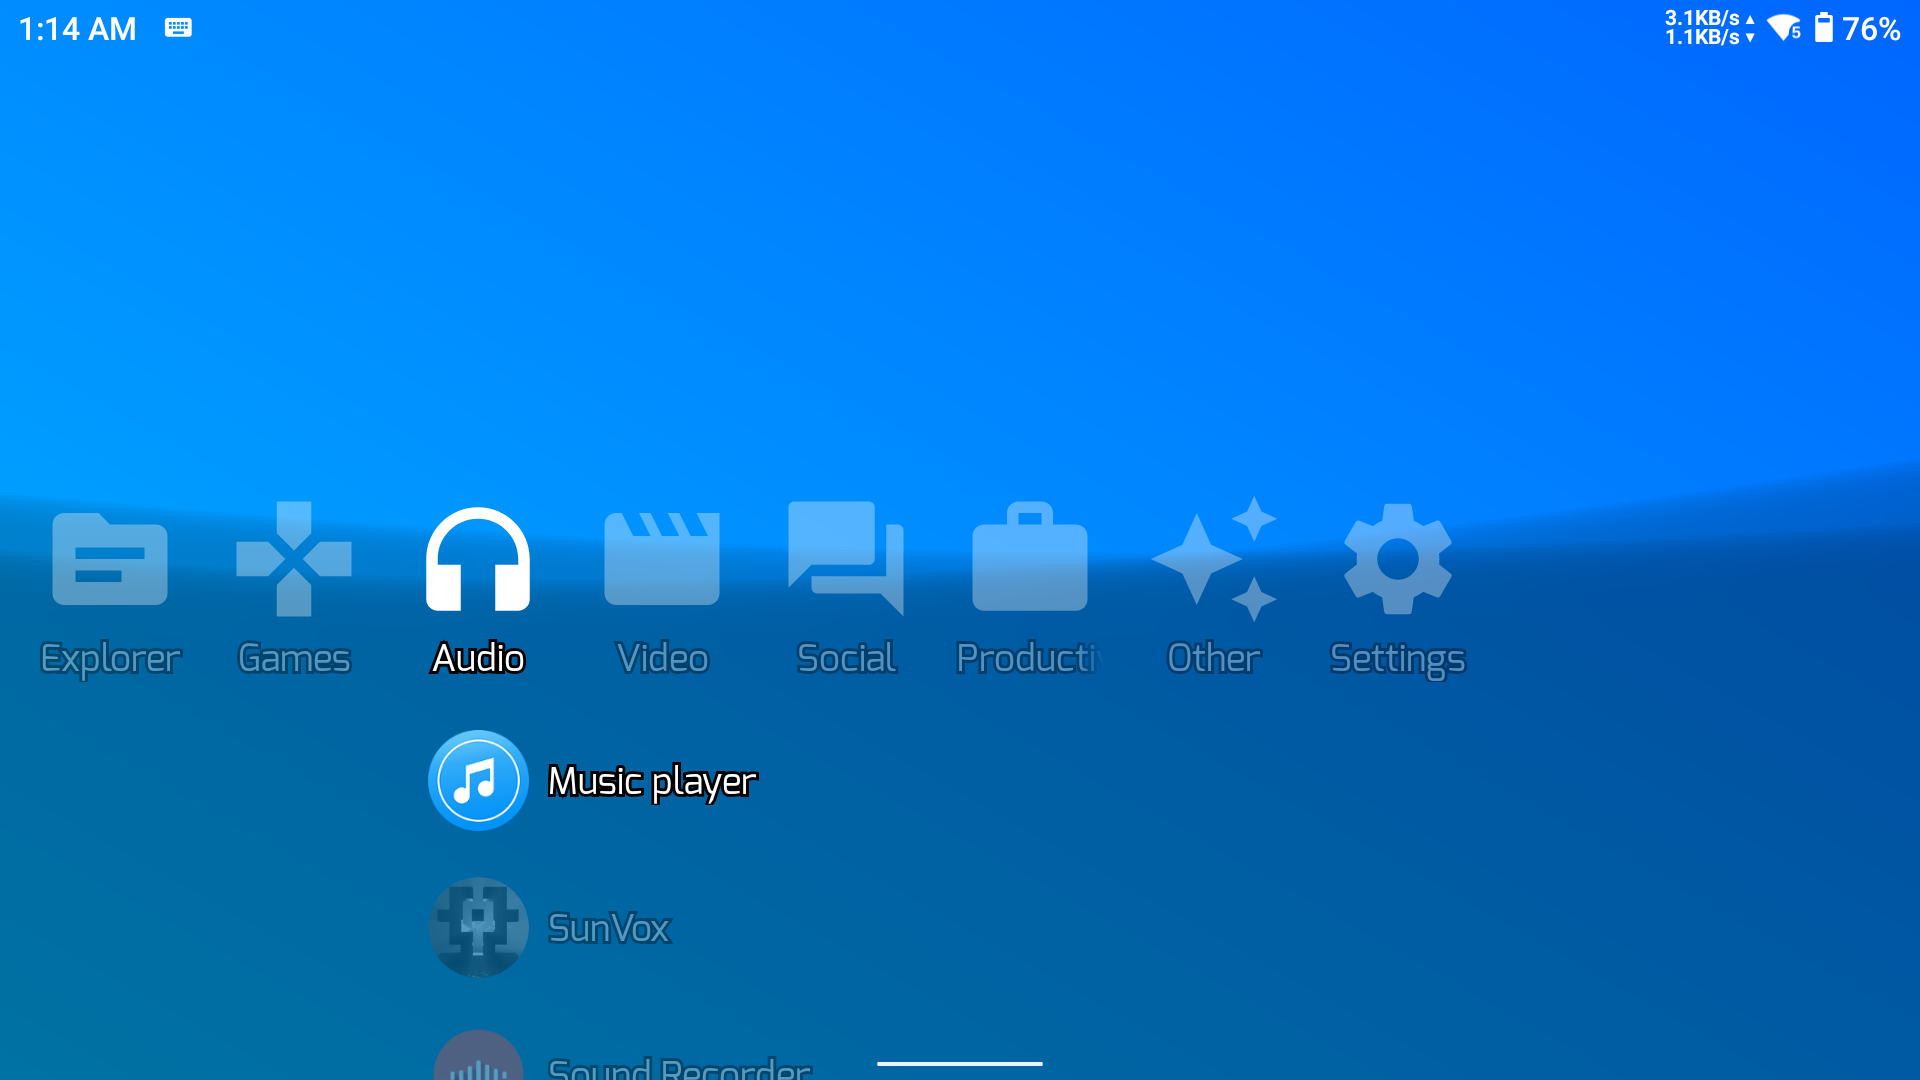 1:14 AM
3.1KB/s ▲
1.1KB/s ▼
5
76%
Explorer
Games
Audio
Video
Social
Producti
Other
Settings
Music player
SunVox
Sound Recorder